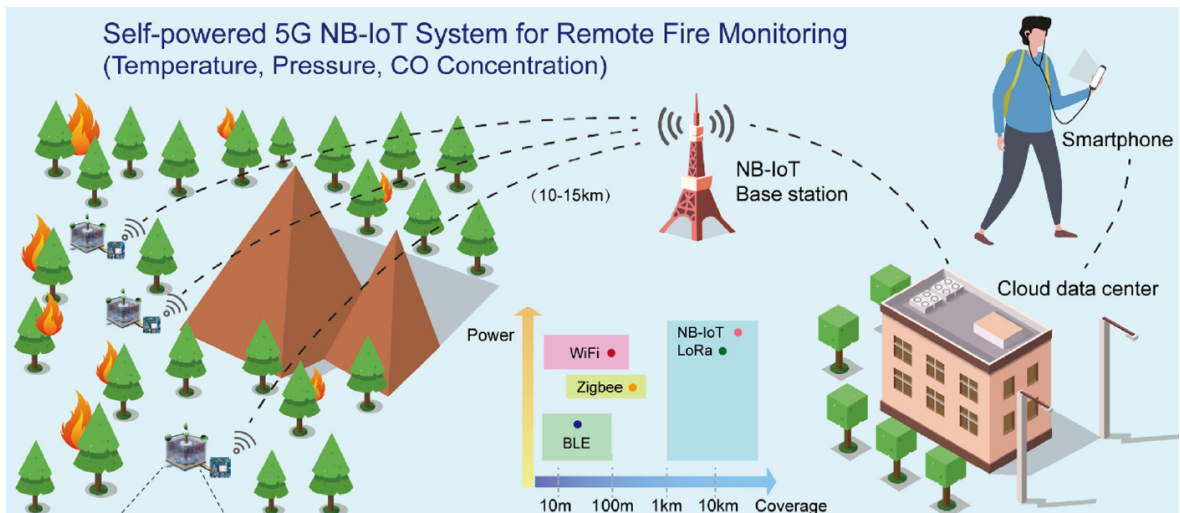 Self-powered 5G NB-IoT System for Remote Fire Monitoring
(Temperature, Pressure, CO Concentration)
Smartphone
NB-IoT
Base station
(10-15km)
Cloud data center
Power
NB-IoT
WiFi
LoRa
Zigbee
BLE
10m 100m 1km 10km Coverage